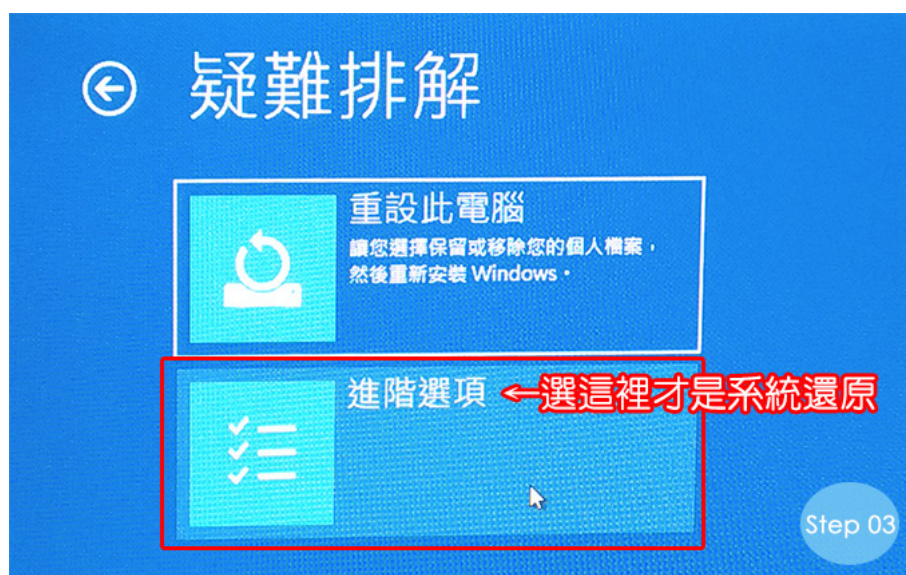 疑難排解
重設此電腦
讓您選擇保留或移除您的個人檔案，
然後重新安裝 Windows。
進階選項 ←選這裡才是系統還原
Step 03